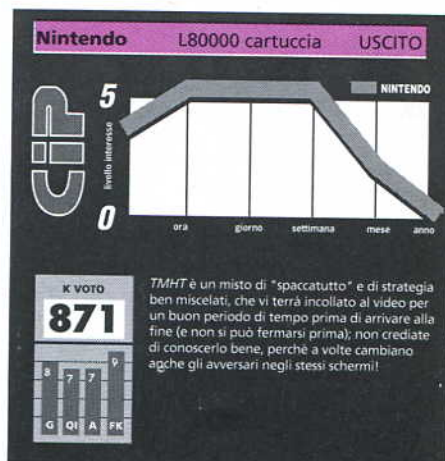 Nintendo L80000 cartuccia USCITO
CIP
livello interesse
5
0
NINTENDO
ora giorno settimana mese anno
K VOTO
871
8 7 7 9
G QI A FK
TMHT è un misto di "spaccatutto" e di strategia
ben miscelati, che vi terrà incollato al video per
un buon periodo di tempo prima di arrivare alla
fine (e non si può fermarsi prima); non crediate
di conoscerlo bene, perchè a volte cambiano
agche gli avversari negli stessi schermi!